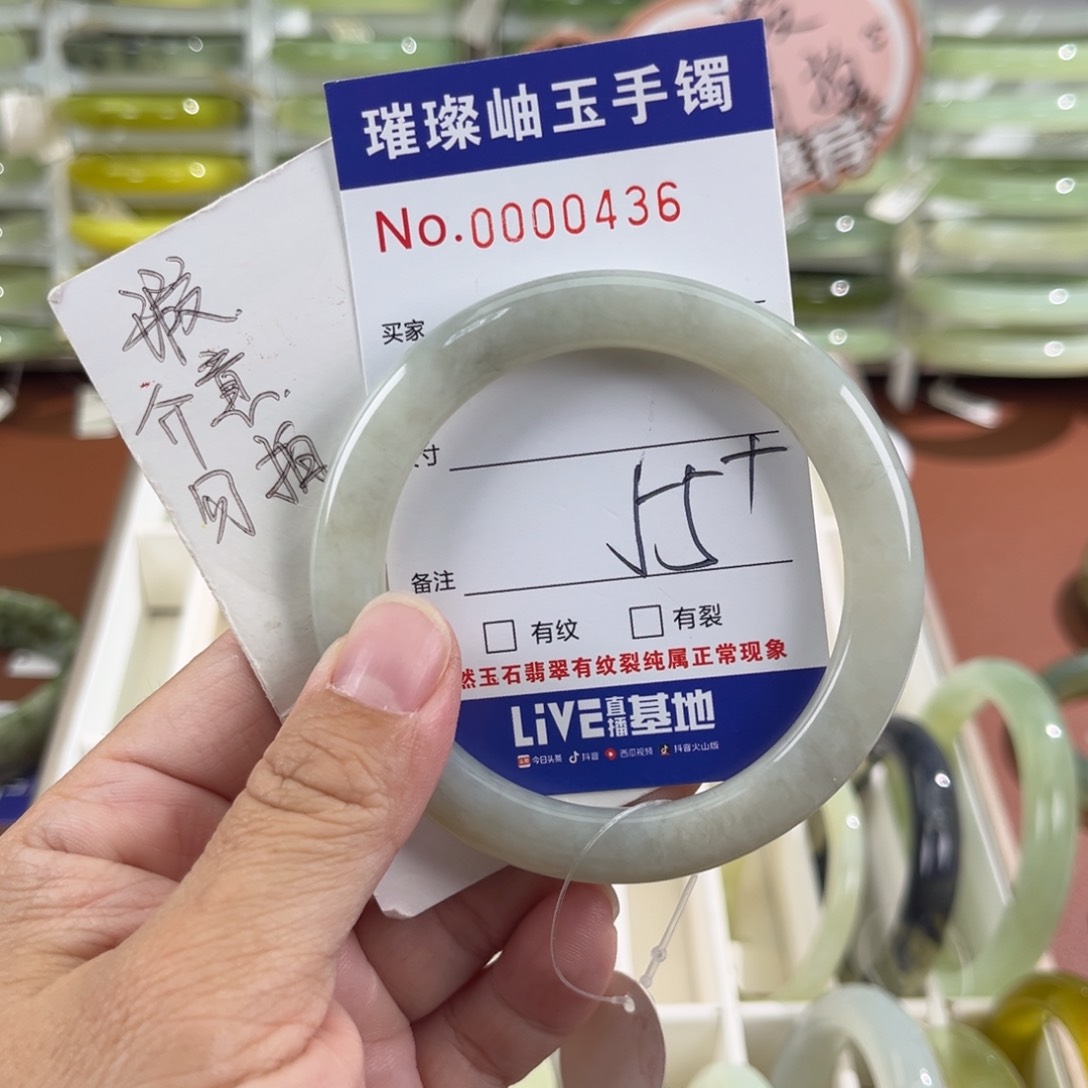 璀璨岫玉手镯
No.0000436
买家
寸
55+
备注
□ 有纹 □ 有裂
然玉石翡翠有纹裂纯属正常现象
LIVE直播基地
今日头条 抖音 西瓜视频 抖音火山版
瑕
介意
勿拍